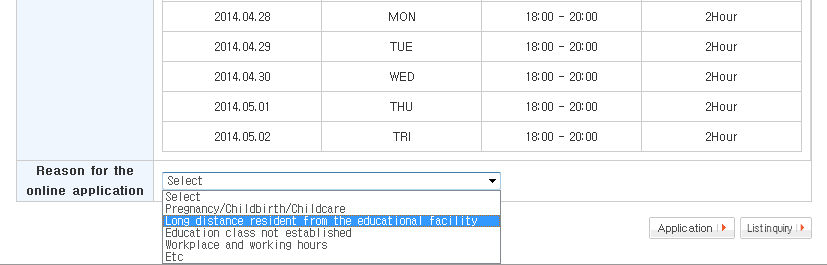 2014.04.28 MON 18:00 - 20:00 2Hour
2014.04.29 TUE 18:00 - 20:00 2Hour
2014.04.30 WED 18:00 - 20:00 2Hour
2014.05.01 THU 18:00 - 20:00 2Hour
2014.05.02 TRI 18:00 - 20:00 2Hour
Reason for the
online application
Select
Select
Pregnancy/Childbirth/Childcare
Long distance resident from the educational facility
Education class not established
Workplace and working hours
Etc
Application
List inquiry